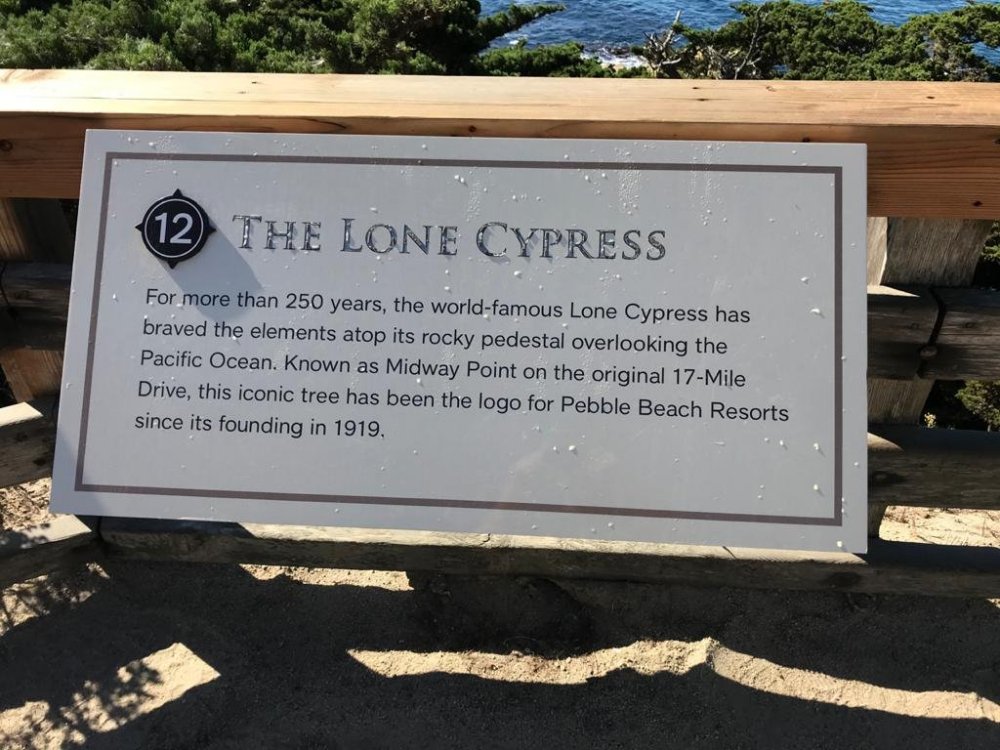 12
THE LONE CYPRESS
For more than 250 years, the world-famous Lone Cypress has
braved the elements atop its rocky pedestal overlooking the
Pacific Ocean. Known as Midway Point on the original 17-Mile
Drive, this iconic tree has been the logo for Pebble Beach Resorts
since its founding in 1919.